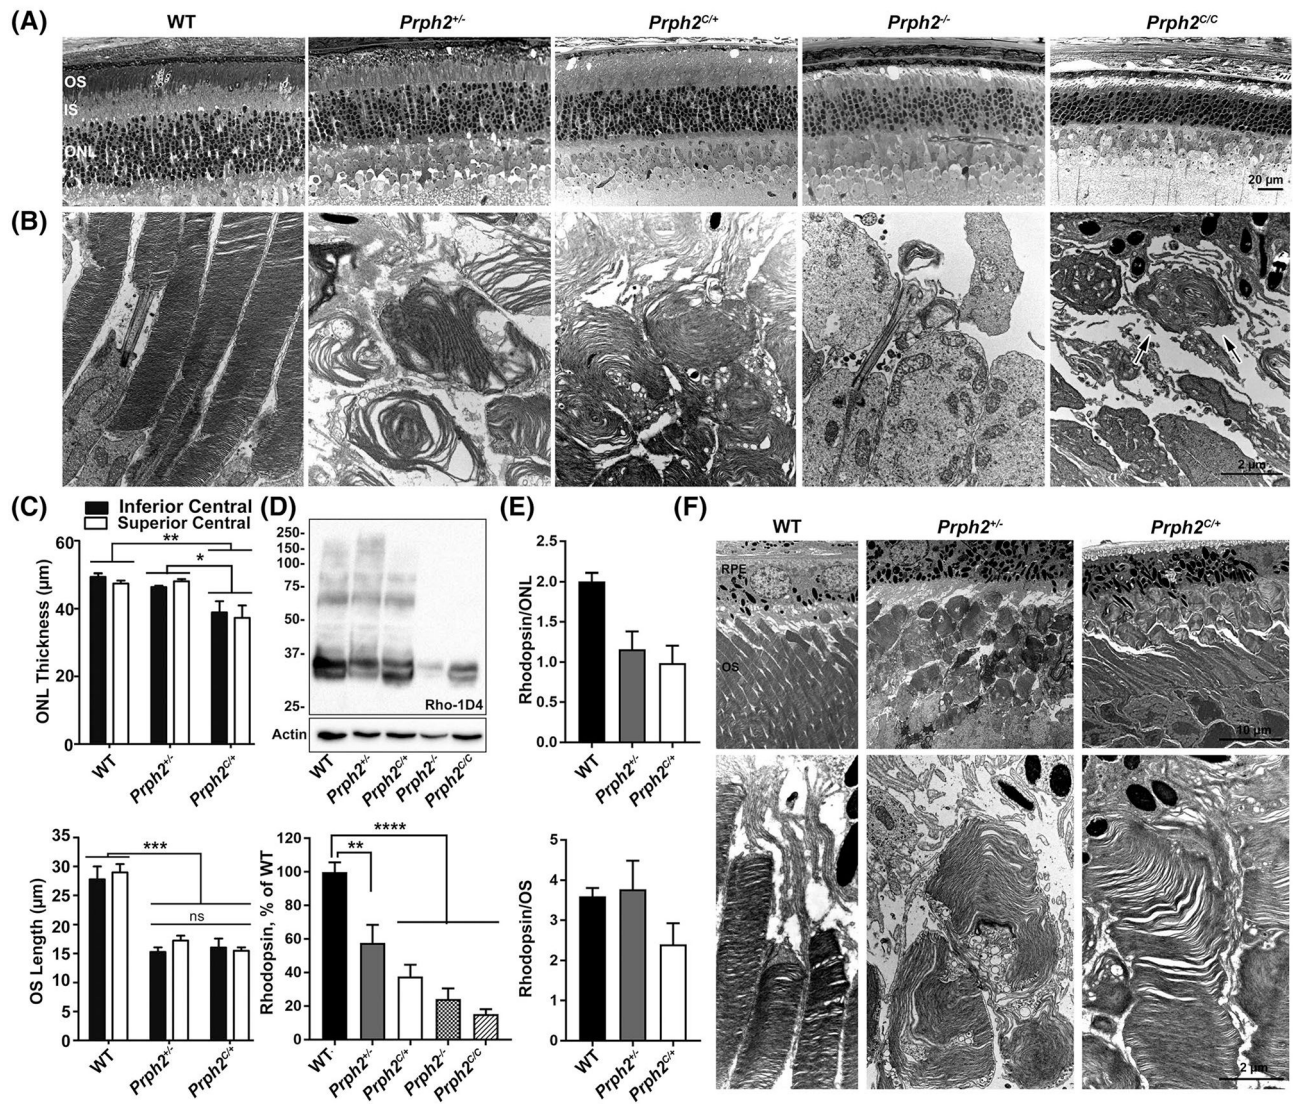 (A) WT Prph2+/- PrphC/+ Prph2-/- Prph2C/C
OS
IS
ONL
20 µm
(B)
2 µm
(C) Inferior Central
Superior Central
**
*
60
40
20
0
ONL Thickness (µm)
WT Prph2+/- Prph2C/+
35
30
25
20
15
10
5
0
OS Length (µm)
***
ns
WT Prph2+/- Prph2C/+
(D)
250-
150-
100-
75-
50-
37-
25-
Rho-1D4
Actin
WT Prph2+/- Prph2C/+ Prph2-/- Prph2C/C
120
100
80
60
40
20
0
Rhodopsin, % of WT
****
**
WT Prph2+/- Prph2C/+ Prph2-/- Prph2C/C
(E)
2.5
2.0
1.5
1.0
0.5
0.0
Rhodopsin/ONL
WT Prph2+/- Prph2C/+
5
4
3
2
1
0
Rhodopsin/OS
WT Prph2+/- Prph2C/+
(F) WT Prph2+/- Prph2C/+
RPE
OS
10 µm
2 µm